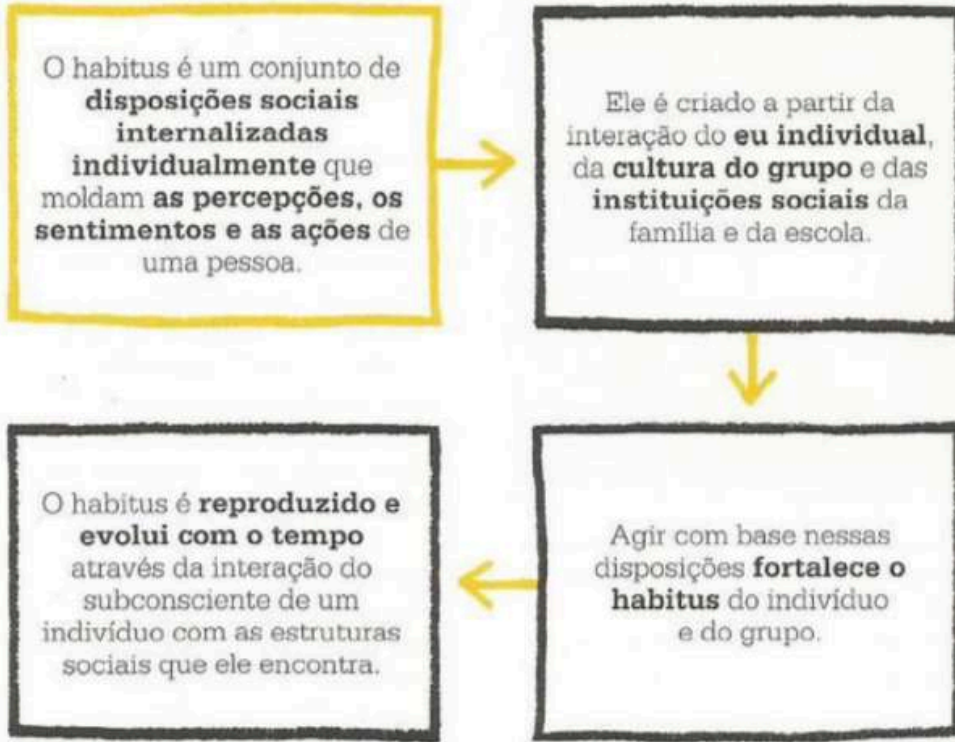 O habitus é um conjunto de
disposições sociais
internalizadas
individualmente que
moldam as percepções, os
sentimentos e as ações de
uma pessoa.
Ele é criado a partir da
interação do eu individual,
da cultura do grupo e das
instituições sociais da
família e da escola.
Agir com base nessas
disposições fortalece o
habitus do indivíduo
e do grupo.
O habitus é reproduzido e
evolui com o tempo
através da interação do
subconsciente de um
indivíduo com as estruturas
sociais que ele encontra.